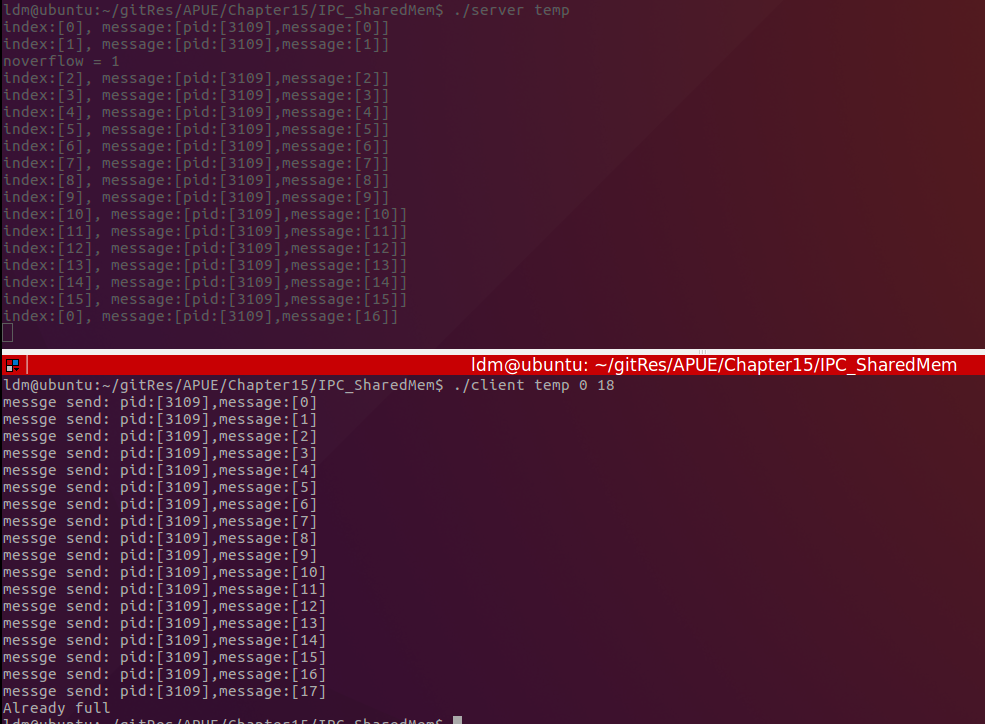 ldm@ubuntu:~/gitRes/APUE/Chapter15/IPC_SharedMem$ ./server temp
index:[0], message:[pid:[3109],message:[0]]
index:[1], message:[pid:[3109],message:[1]]
noverflow = 1
index:[2], message:[pid:[3109],message:[2]]
index:[3], message:[pid:[3109],message:[3]]
index:[4], message:[pid:[3109],message:[4]]
index:[5], message:[pid:[3109],message:[5]]
index:[6], message:[pid:[3109],message:[6]]
index:[7], message:[pid:[3109],message:[7]]
index:[8], message:[pid:[3109],message:[8]]
index:[9], message:[pid:[3109],message:[9]]
index:[10], message:[pid:[3109],message:[10]]
index:[11], message:[pid:[3109],message:[11]]
index:[12], message:[pid:[3109],message:[12]]
index:[13], message:[pid:[3109],message:[13]]
index:[14], message:[pid:[3109],message:[14]]
index:[15], message:[pid:[3109],message:[15]]
index:[0], message:[pid:[3109],message:[16]]
ldm@ubuntu: ~/gitRes/APUE/Chapter15/IPC_SharedMem
ldm@ubuntu:~/gitRes/APUE/Chapter15/IPC_SharedMem$ ./client temp 0 18
messge send: pid:[3109],message:[0]
messge send: pid:[3109],message:[1]
messge send: pid:[3109],message:[2]
messge send: pid:[3109],message:[3]
messge send: pid:[3109],message:[4]
messge send: pid:[3109],message:[5]
messge send: pid:[3109],message:[6]
messge send: pid:[3109],message:[7]
messge send: pid:[3109],message:[8]
messge send: pid:[3109],message:[9]
messge send: pid:[3109],message:[10]
messge send: pid:[3109],message:[11]
messge send: pid:[3109],message:[12]
messge send: pid:[3109],message:[13]
messge send: pid:[3109],message:[14]
messge send: pid:[3109],message:[15]
messge send: pid:[3109],message:[16]
messge send: pid:[3109],message:[17]
Already full
ldm@ubuntu:~/gitRes/APUE/Chapter15/IPC_SharedMem$